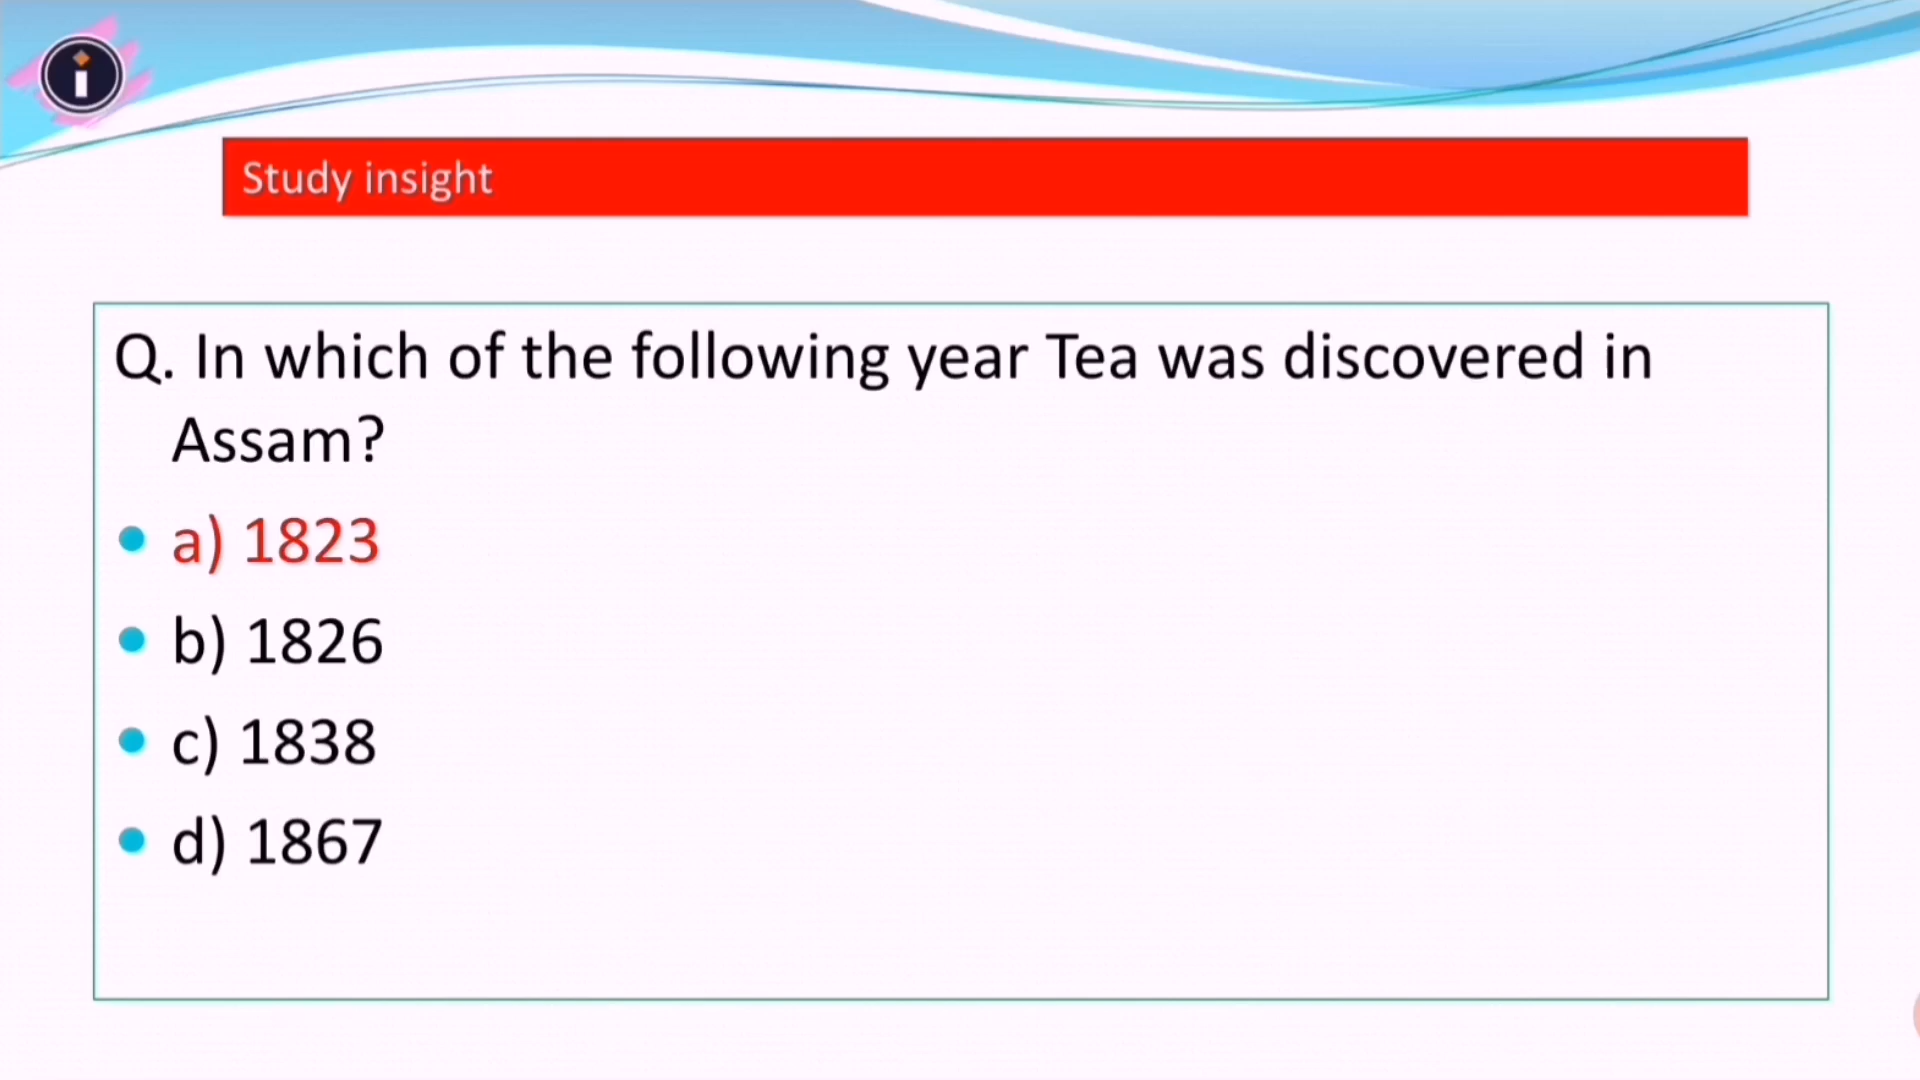 Study insight
Q. In which of the following year Tea was discovered in
Assam?
a) 1823
b) 1826
c) 1838
d) 1867